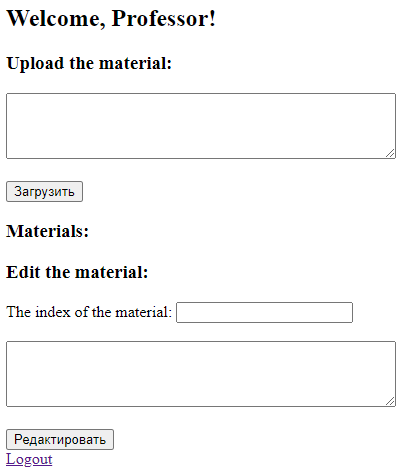 Welcome, Professor!
Upload the material:
Загрузить
Materials:
Edit the material:
The index of the material:
Редактировать
Logout